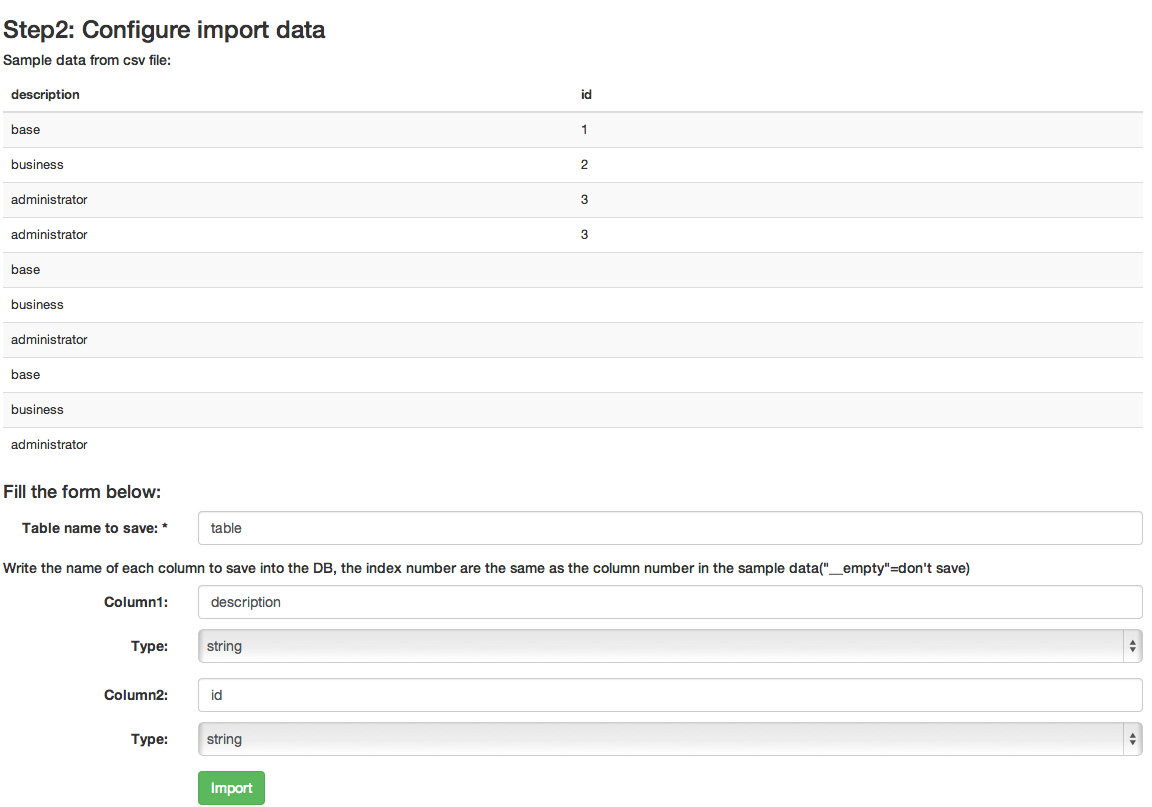 Step2: Configure import data
Sample data from csv file:
description id
base 1
business 2
administrator 3
administrator 3
base
business
administrator
base
business
administrator
Fill the form below:
Table name to save: * table
Write the name of each column to save into the DB, the index number are the same as the column number in the sample data("__empty"=don't save)
Column1: description
Type: string
Column2: id
Type: string
Import